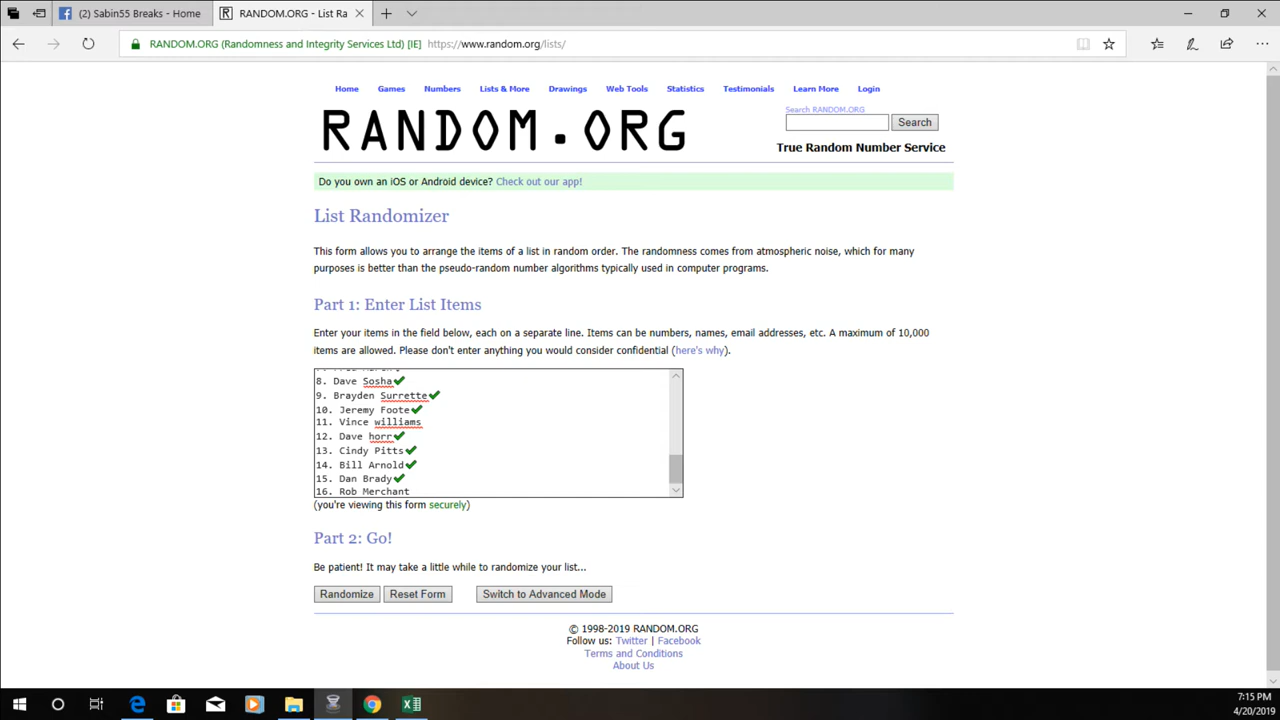 (2) Sabin55 Breaks - Home
RANDOM.ORG - List Ra
RANDOM.ORG (Randomness and Integrity Services Ltd) [IE] https://www.random.org/lists/
Home Games Numbers Lists & More Drawings Web Tools Statistics Testimonials Learn More Login
RANDOM.ORG
Search RANDOM.ORG
Search
True Random Number Service
Do you own an iOS or Android device? Check out our app!
List Randomizer
This form allows you to arrange the items of a list in random order. The randomness comes from atmospheric noise, which for many
purposes is better than the pseudo-random number algorithms typically used in computer programs.
Part 1: Enter List Items
Enter your items in the field below, each on a separate line. Items can be numbers, names, email addresses, etc. A maximum of 10,000
items are allowed. Please don't enter anything you would consider confidential (here's why).
8. Dave Sosha✔
9. Brayden Surrette✔
10. Jeremy Foote✔
11. Vince williams
12. Dave horr✔
13. Cindy Pitts✔
14. Bill Arnold✔
15. Dan Brady✔
16. Rob Merchant
(you're viewing this form securely)
Part 2: Go!
Be patient! It may take a little while to randomize your list...
Randomize Reset Form Switch to Advanced Mode
© 1998-2019 RANDOM.ORG
Follow us: Twitter | Facebook
Terms and Conditions
About Us
7:15 PM
4/20/2019